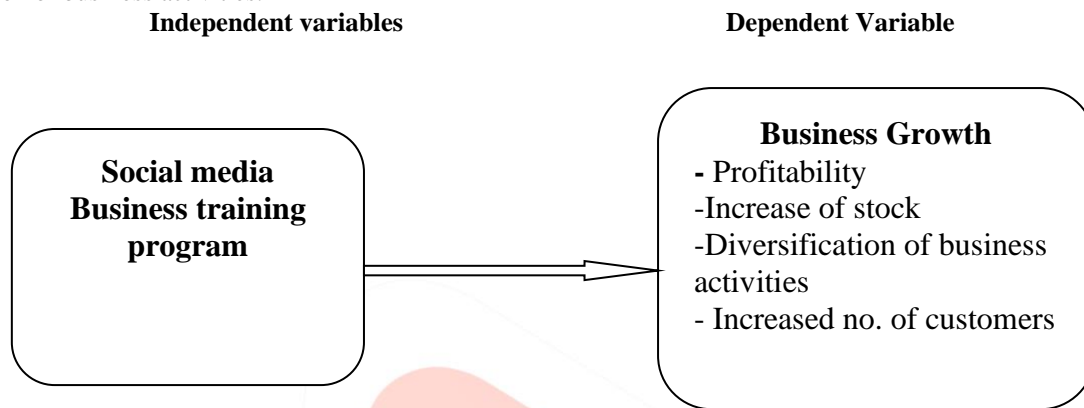 Independent variables
Dependent Variable
Social media
Business training
program
Business Growth
- Profitability
-Increase of stock
-Diversification of business
activities
- Increased no. of customers